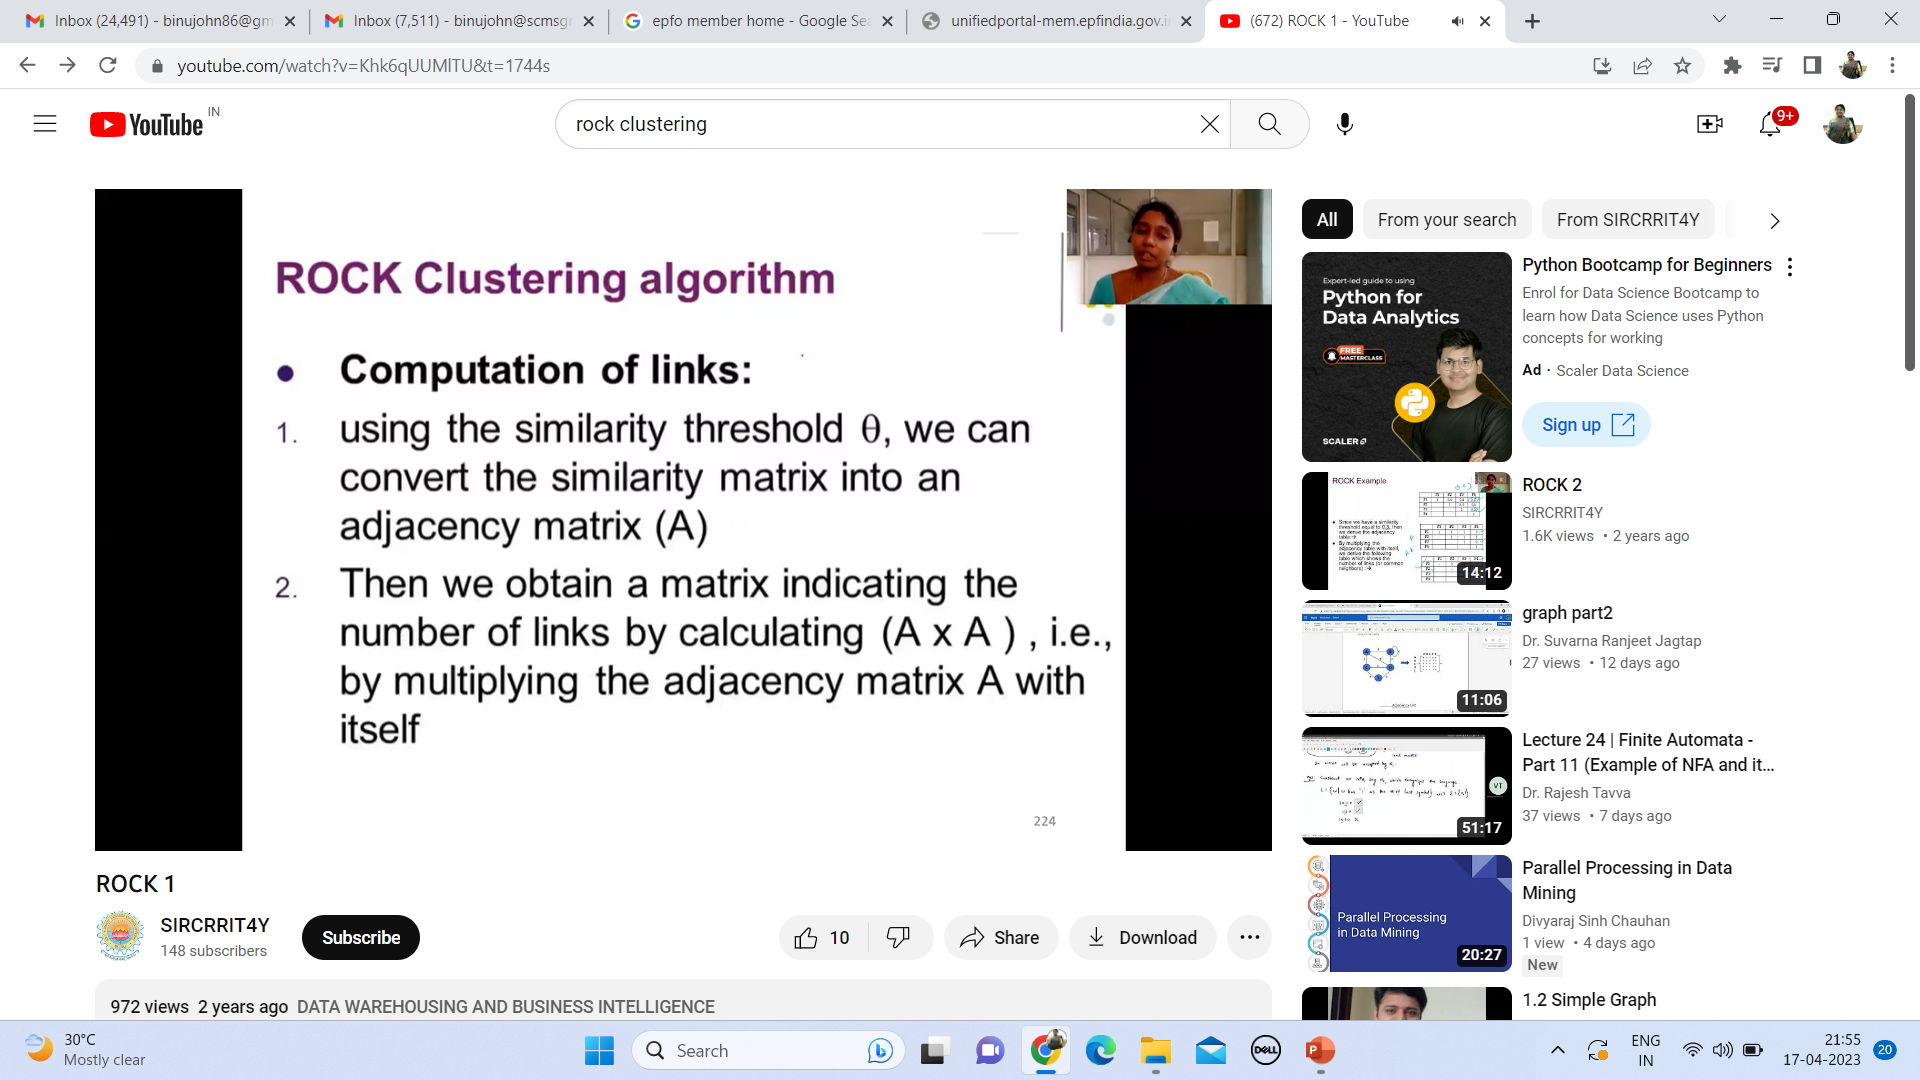 Inbox (24,491) - binujohn86@gm
Inbox (7,511) - binujohn@scmsgr
epfo member home - Google Sea
unifiedportal-mem.epfindia.gov.i
(672) ROCK 1 - YouTube
youtube.com/watch?v=Khk6qUUMlTU&t=1744s
YouTube IN
rock clustering
9+
ROCK Clustering algorithm
• Computation of links:
1. using the similarity threshold θ, we can
convert the similarity matrix into an
adjacency matrix (A)
2. Then we obtain a matrix indicating the
number of links by calculating (A x A ) , i.e.,
by multiplying the adjacency matrix A with
itself
224
ROCK 1
SIRCRRIT4Y
148 subscribers
Subscribe
10
Share
Download
972 views 2 years ago DATA WAREHOUSING AND BUSINESS INTELLIGENCE
All
From your search
From SIRCRRIT4Y
Expert-led guide to using
Python for
Data Analytics
FREE
MASTERCLASS
SCALER
Python Bootcamp for Beginners
Enrol for Data Science Bootcamp to
learn how Data Science uses Python
concepts for working
Ad · Scaler Data Science
Sign up
ROCK Example
14:12
ROCK 2
SIRCRRIT4Y
1.6K views • 2 years ago
11:06
graph part2
Dr. Suvarna Ranjeet Jagtap
27 views • 12 days ago
VT
51:17
Lecture 24 | Finite Automata -
Part 11 (Example of NFA and it...
Dr. Rajesh Tavva
37 views • 7 days ago
Parallel Processing
in Data Mining
20:27
Parallel Processing in Data
Mining
Divyaraj Sinh Chauhan
1 view • 4 days ago
New
1.2 Simple Graph
30°C
Mostly clear
Search
DELL
ENG
IN
21:55
17-04-2023
20